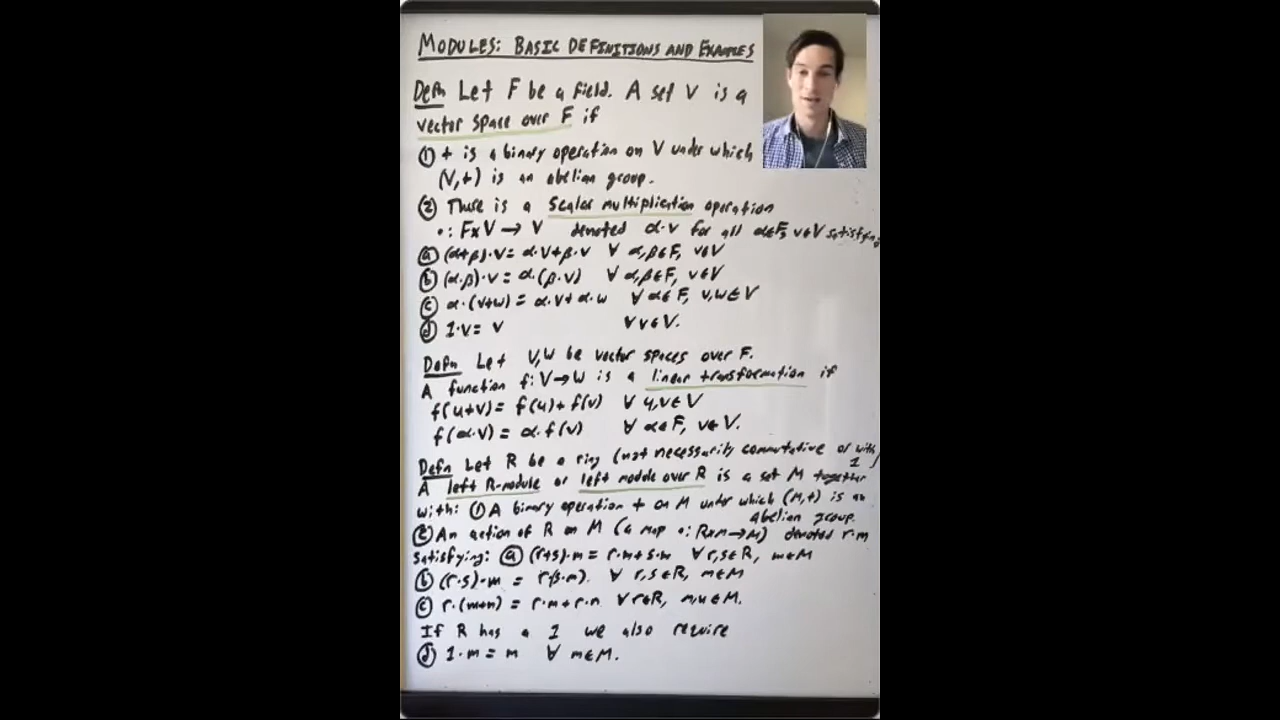 MODULES: BASIC DEFINITIONS AND EXAMPLES
Defn Let F be a field. A set V is a
vector space over F if
① + is a binary operation on V under which
(V,+) is an abelian group.
② There is a scalar multiplication operation
•: F×V → V denoted α·v for all α∈F, v∈V satisfying
ⓐ (α+β)·v = α·v+β·v ∀ α,β∈F, v∈V
ⓑ (α·β)·v = α·(β·v) ∀ α,β∈F, v∈V
ⓒ α·(v+w) = α·v+α·w ∀ α∈F, v,w∈V
ⓓ 1·v = v ∀ v∈V.
Defn Let V,W be vector spaces over F.
A function f: V→W is a linear transformation if
f(u+v) = f(u)+f(v) ∀ u,v∈V
f(α·v) = α·f(v) ∀ α∈F, v∈V.
Defn Let R be a ring (not necessarily commutative or with 1)
A left R-module or left module over R is a set M together
with: ① A binary operation + on M under which (M,+) is an
abelian group.
② An action of R on M (a map •: R×M→M) denoted r·m
satisfying: ⓐ (r+s)·m = r·m+s·m ∀ r,s∈R, m∈M
ⓑ (r·s)·m = r(s·m). ∀ r,s∈R, m∈M
ⓒ r·(m+n) = r·m+r·n ∀ r∈R, m,n∈M.
If R has a 1 we also require
ⓓ 1·m = m ∀ m∈M.